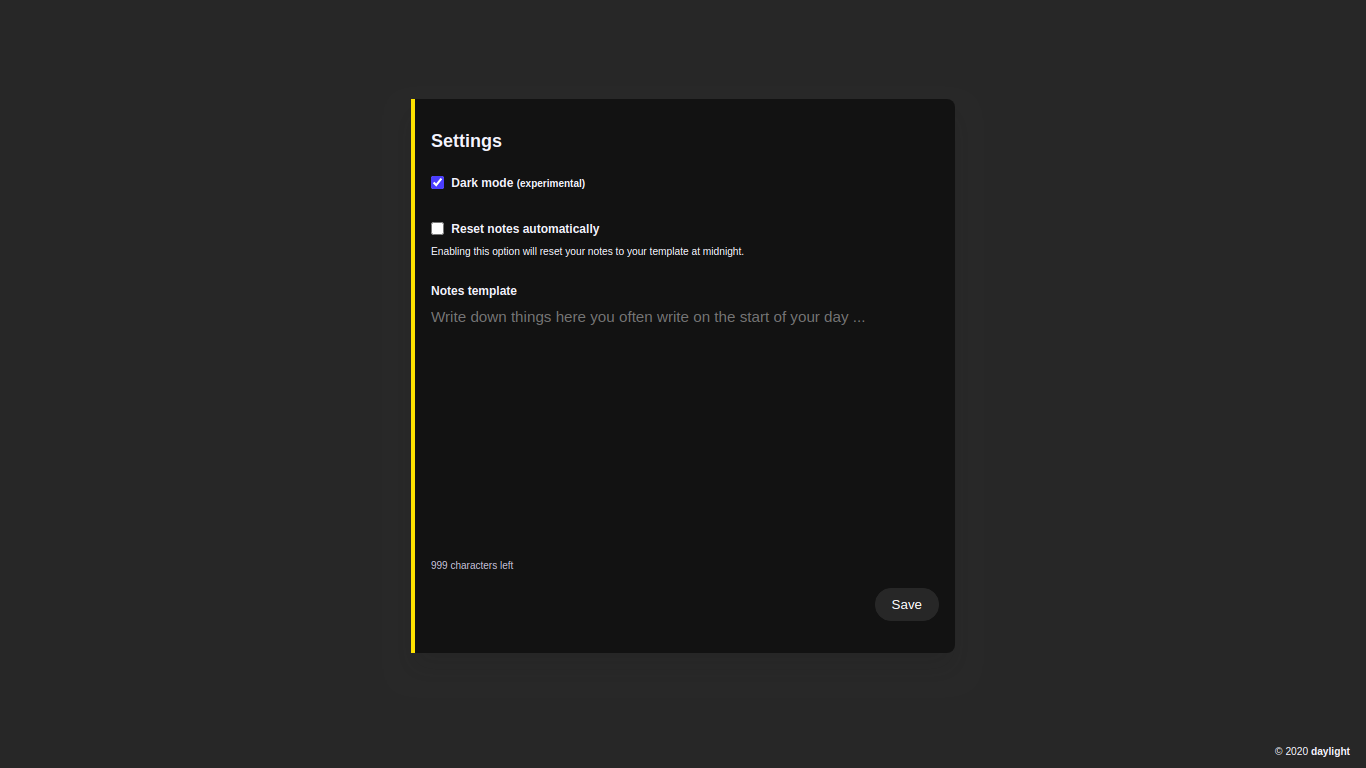 Settings
Dark mode (experimental)
Reset notes automatically
Enabling this option will reset your notes to your template at midnight.
Notes template
Write down things here you often write on the start of your day ...
999 characters left
Save
© 2020 daylight